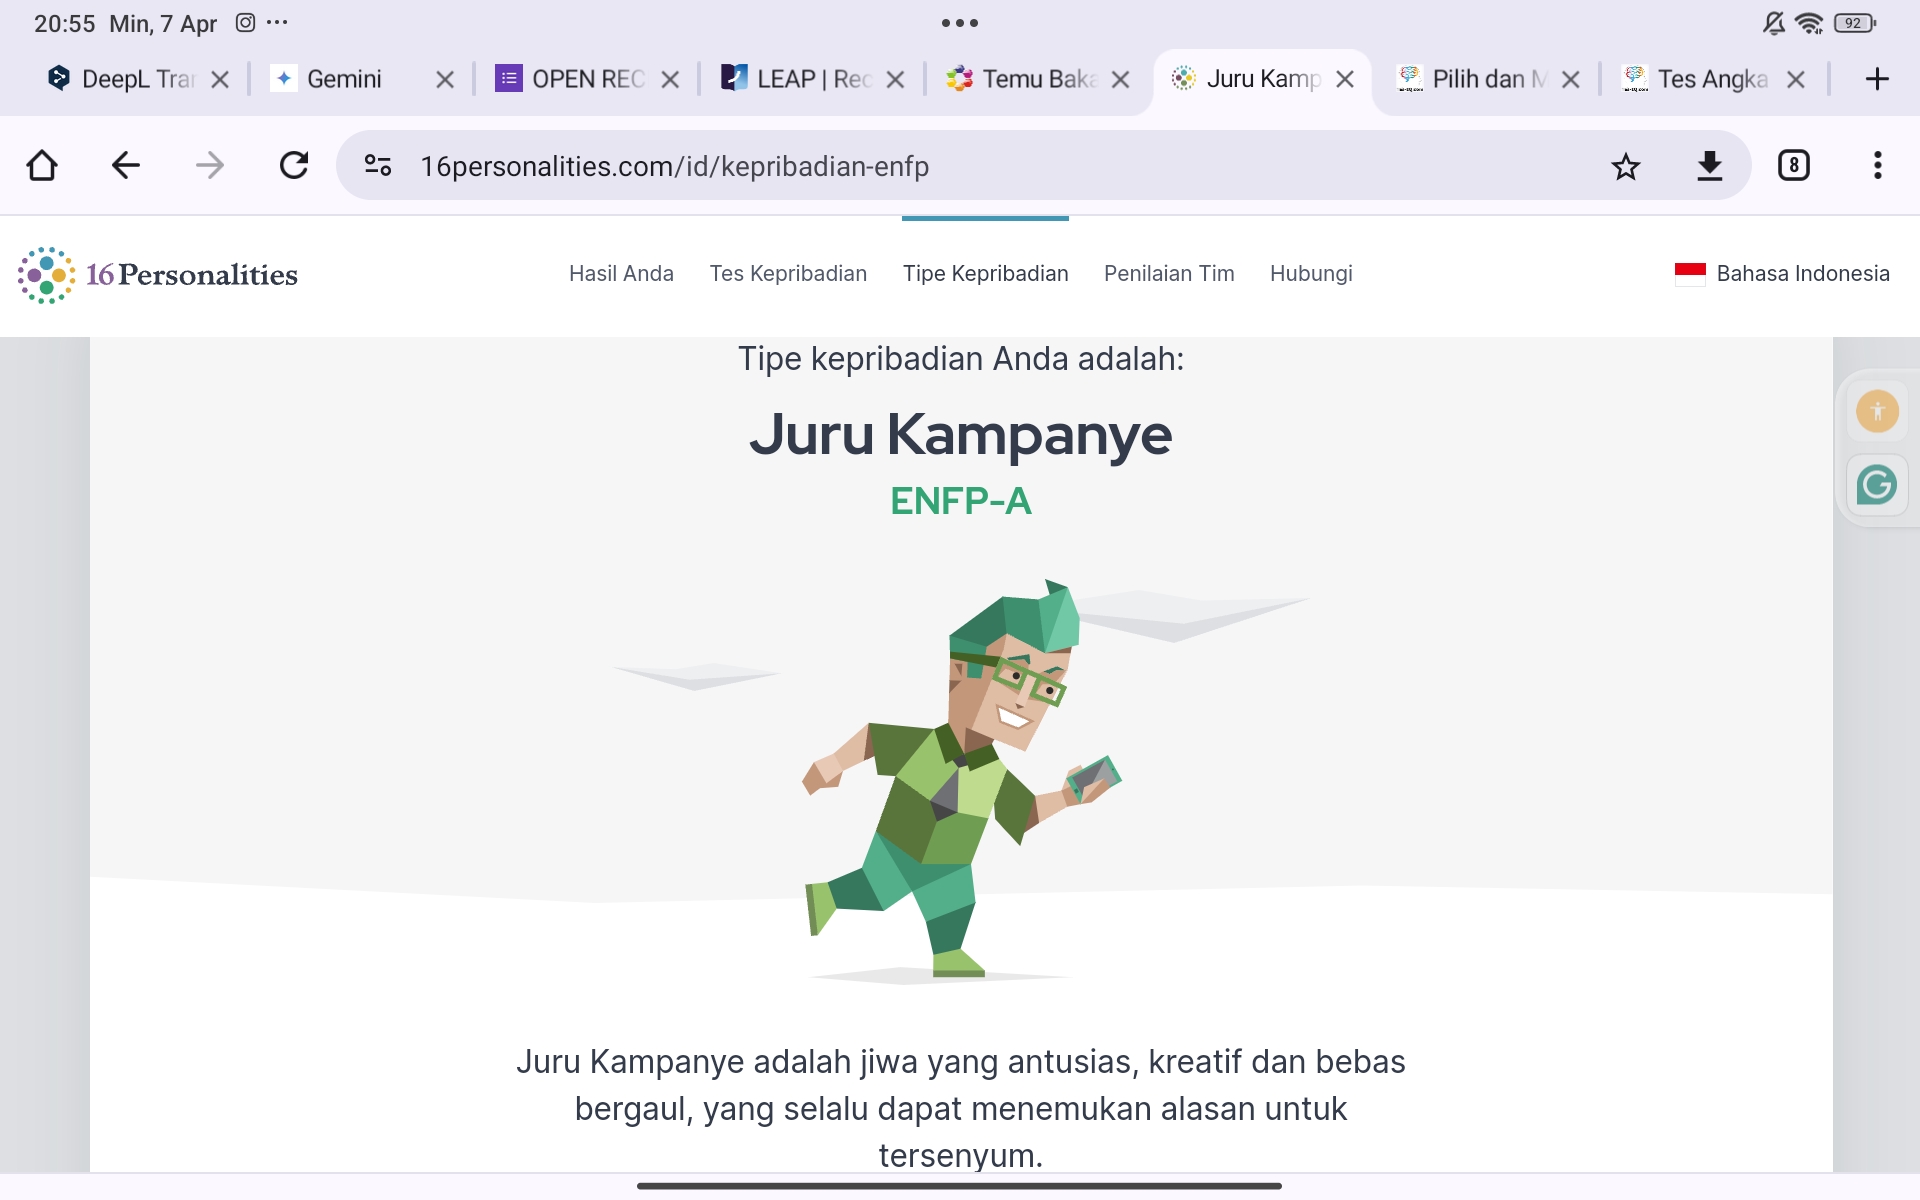 20:55 Min, 7 Apr 92
DeepL Tra Gemini OPEN REC LEAP | Rec Temu Baka Juru Kamp Pilih dan M Tes Angka
16personalities.com/id/kepribadian-enfp 8
16Personalities Hasil Anda Tes Kepribadian Tipe Kepribadian Penilaian Tim Hubungi Bahasa Indonesia
Tipe kepribadian Anda adalah:
Juru Kampanye
ENFP-A
Juru Kampanye adalah jiwa yang antusias, kreatif dan bebas
bergaul, yang selalu dapat menemukan alasan untuk
tersenyum.